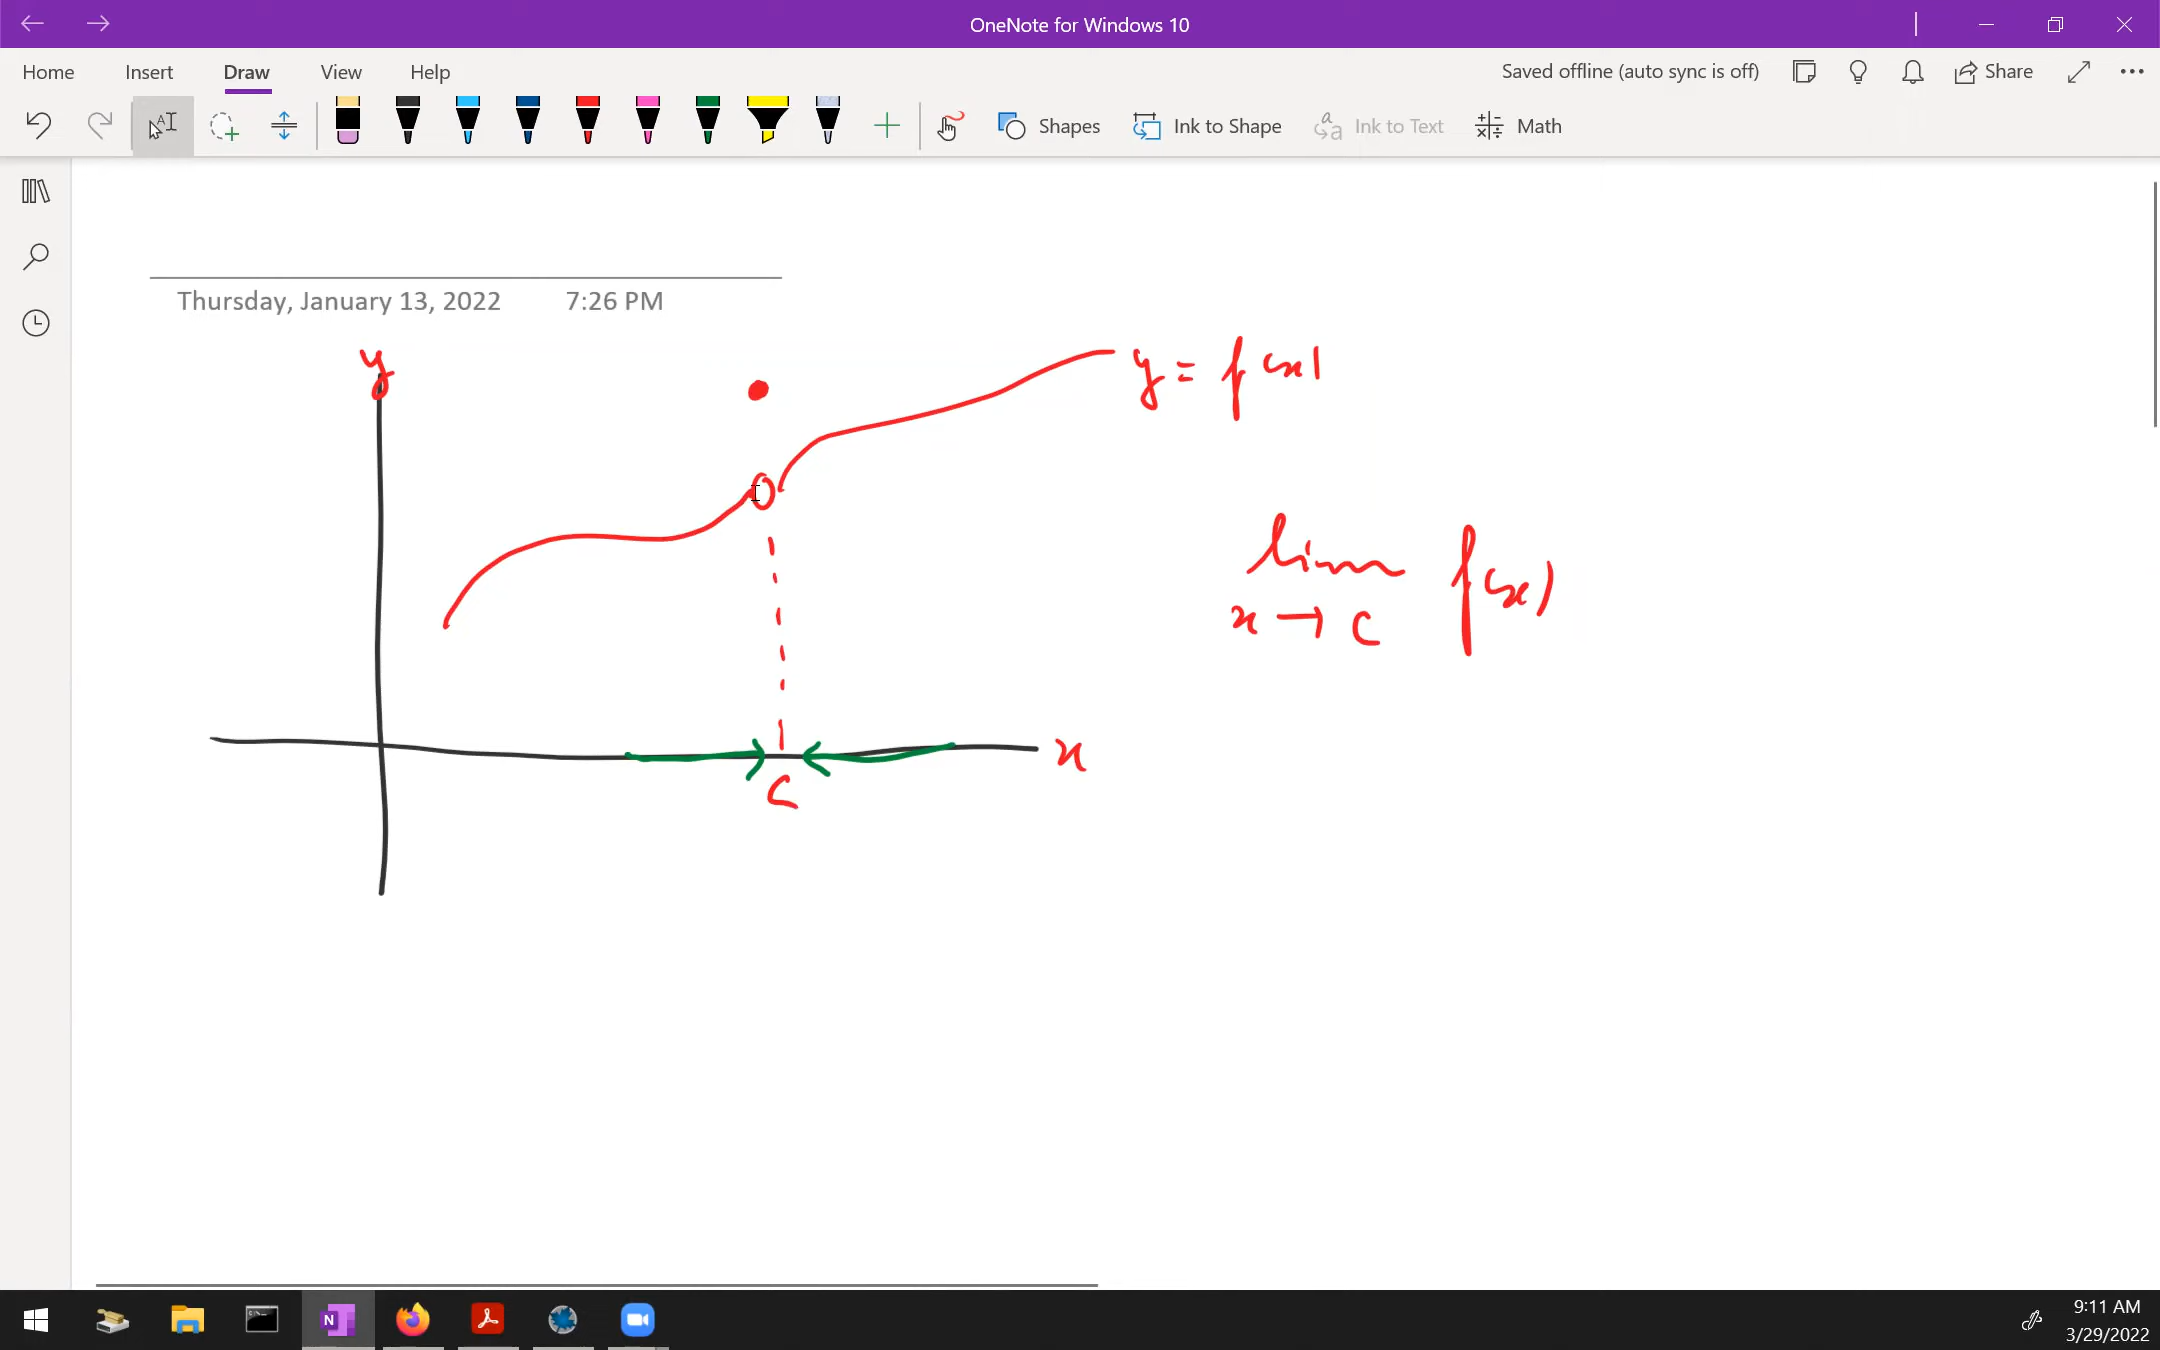 OneNote for Windows 10
Home Insert Draw View Help Saved offline (auto sync is off) Share
Shapes Ink to Shape Ink to Text Math
Thursday, January 13, 2022 7:26 PM
y
y = f(x)
lim f(x)
x → c
x
c
9:11 AM
3/29/2022